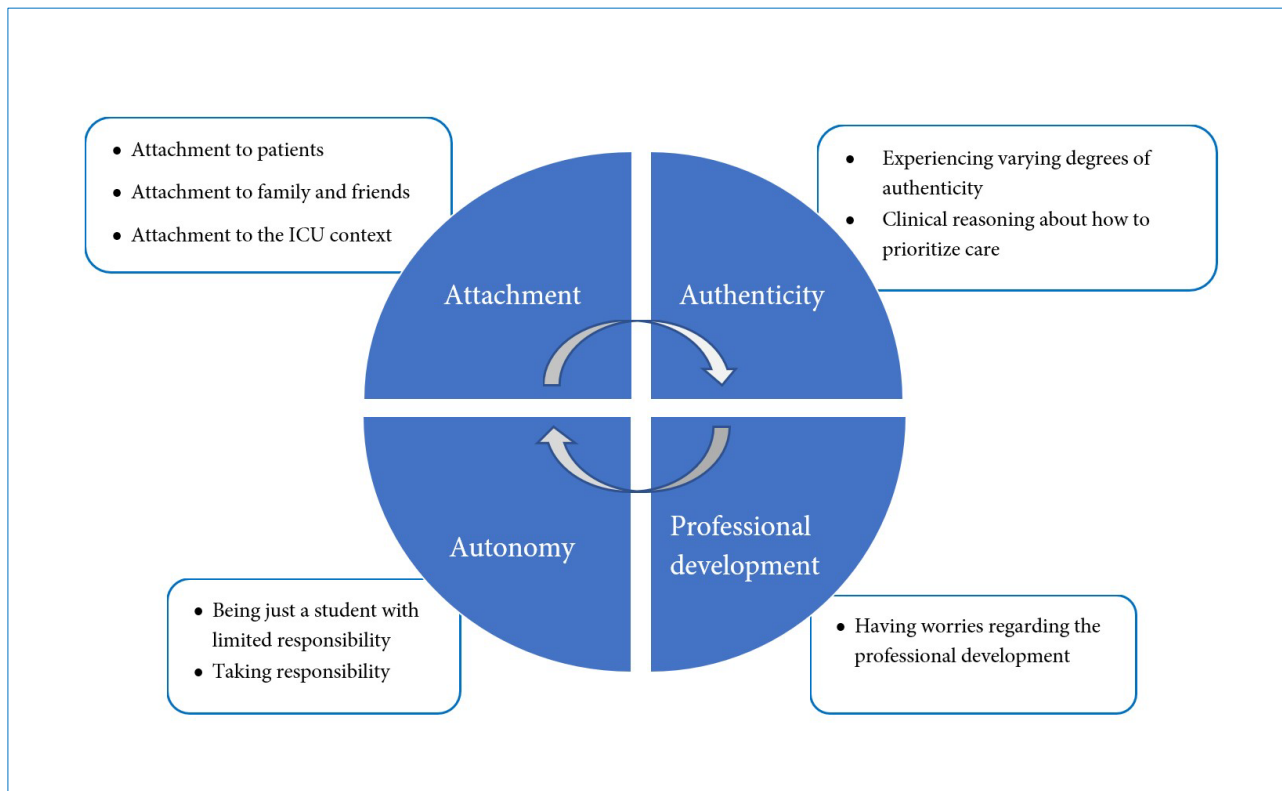 • Attachment to patients
• Attachment to family and friends
• Attachment to the ICU context
• Experiencing varying degrees of
authenticity
• Clinical reasoning about how to
prioritize care
Attachment
Authenticity
Autonomy
Professional
development
• Being just a student with
limited responsibility
• Taking responsibility
• Having worries regarding the
professional development